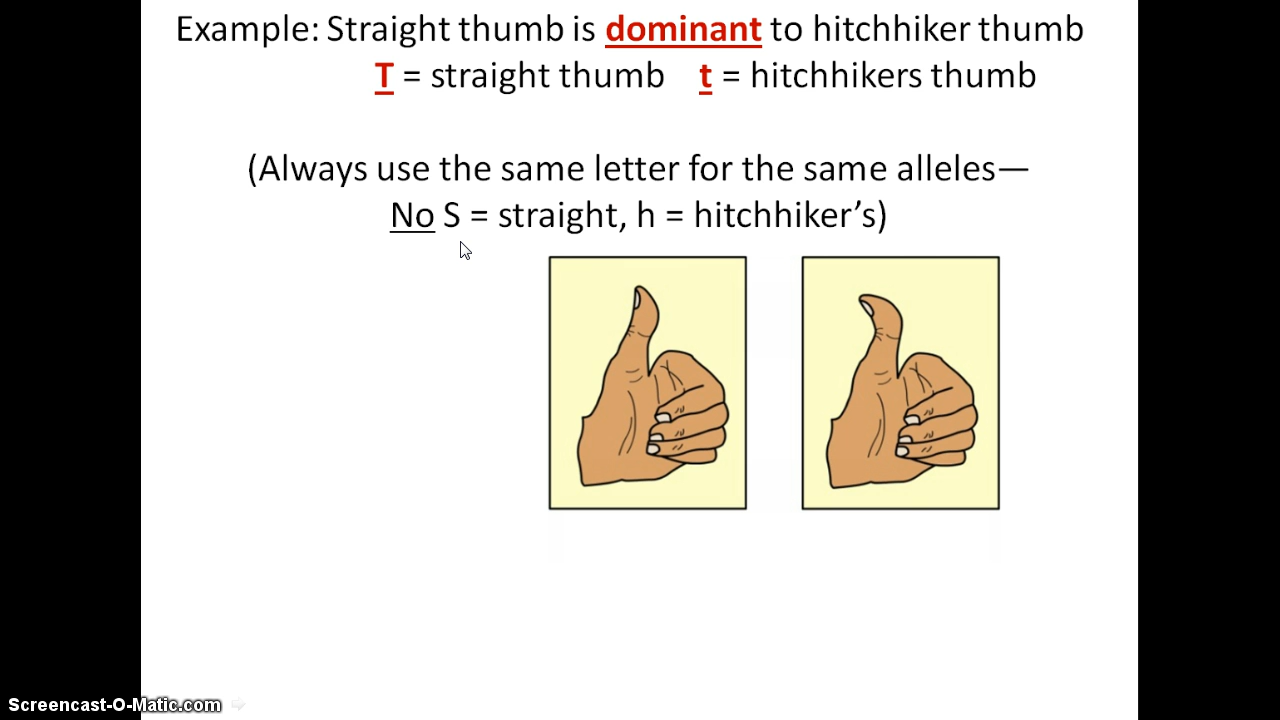 Example: Straight thumb is dominant to hitchhiker thumb
T = straight thumb t = hitchhikers thumb
(Always use the same letter for the same alleles—
No S = straight, h = hitchhiker’s)
Screencast-O-Matic.com